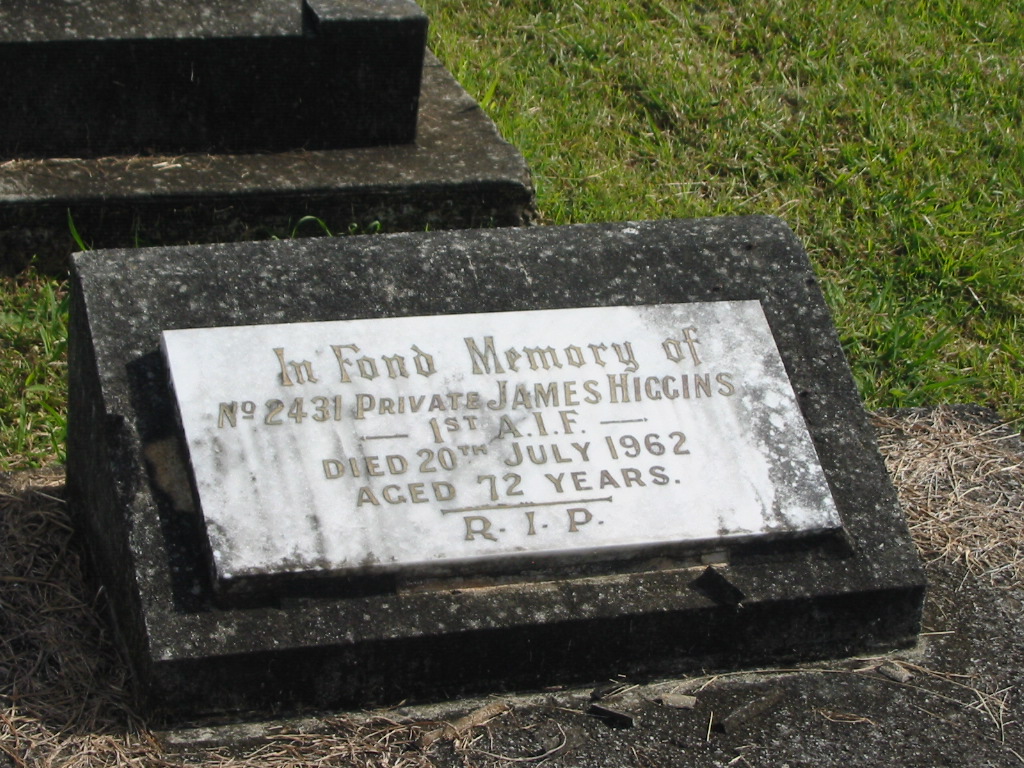 In Fond Memory of
No 2431 PRIVATE JAMES HIGGINS
— 1ST A.I.F. —
DIED 20TH JULY 1962
AGED 72 YEARS.
R.I.P.